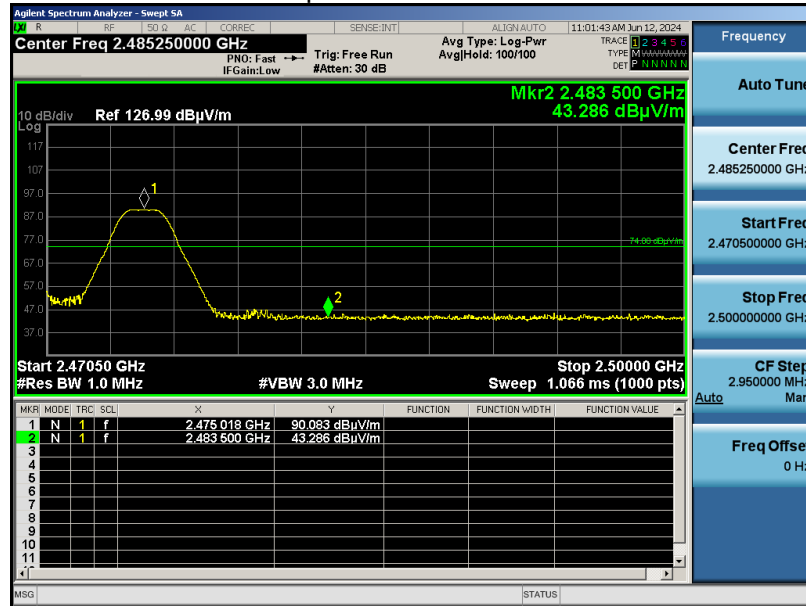 Agilent Spectrum Analyzer - Swept SA
LXI R RF 50 Ω AC CORREC SENSE:INT ALIGN AUTO 11:01:43 AM Jun 12, 2024
Center Freq 2.485250000 GHz
PNO: Fast
IFGain:Low
Trig: Free Run
#Atten: 30 dB
Avg Type: Log-Pwr
Avg|Hold: 100/100
TRACE 1 2 3 4 5 6
TYPE M W W W W W
DET P N N N N N
Mkr2 2.483 500 GHz
43.286 dBµV/m
10 dB/div Ref 126.99 dBµV/m
Log
117
107
97.0
87.0
77.0
67.0
57.0
47.0
37.0
1
2
74.00 dBµV/m
Start 2.47050 GHz Stop 2.50000 GHz
#Res BW 1.0 MHz #VBW 3.0 MHz Sweep 1.066 ms (1000 pts)
MKR MODE TRC SCL X Y FUNCTION FUNCTION WIDTH FUNCTION VALUE
1 N 1 f 2.475 018 GHz 90.083 dBµV/m
2 N 1 f 2.483 500 GHz 43.286 dBµV/m
3
4
5
6
7
8
9
10
11
MSG STATUS
Frequency
Auto Tune
Center Freq
2.485250000 GHz
Start Freq
2.470500000 GHz
Stop Freq
2.500000000 GHz
CF Step
2.950000 MHz
Auto Man
Freq Offset
0 Hz